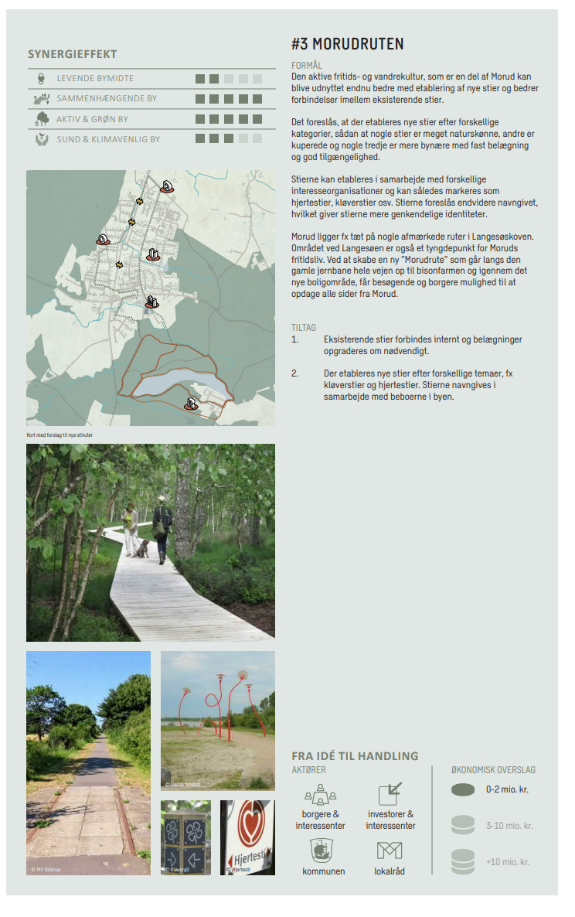 SYNERGIEFFEKT
LEVENDE BYMIDTE
SAMMENHÆNGENDE BY
AKTIV & GRØN BY
SUND & KLIMAVENLIG BY
Kort med forslag til nye stiruter
#3 MORUDRUTEN
FORMÅL
Den aktive fritids- og vandrekultur, som er en del af Morud kan
blive udnyttet endnu bedre med etablering af nye stier og bedrer
forbindelser imellem eksisterende stier.
Det foreslås, at der etableres nye stier efter forskellige
kategorier, sådan at nogle stier er meget naturskønne, andre er
kuperede og nogle tredje er mere bynære med fast belægning
og god tilgængelighed.
Stierne kan etableres i samarbejde med forskellige
interesseorganisationer og kan således markeres som
hjertestier, kløverstier osv. Stierne foreslås endvidere navngivet,
hvilket giver stierne mere genkendelige identiteter.
Morud ligger fx tæt på nogle afmærkede ruter i Langesøskoven.
Området ved Langesøen er også et tyngdepunkt for Moruds
fritidsliv. Ved at skabe en ny "Morudrute" som går langs den
gamle jernbane hele vejen op til bisonfarmen og igennem det
nye boligområde, får besøgende og borgere mulighed til at
opdage alle sider fra Morud.
TILTAG
1. Eksisterende stier forbindes internt og belægninger
opgraderes om nødvendigt.
2. Der etableres nye stier efter forskellige temaer, fx
kløverstier og hjertestier. Stierne navngives i
samarbejde med beboerne i byen.
Hjertesti
FRA IDÉ TIL HANDLING
AKTØRER
borgere &
interessenter
investorer &
interessenter
kommunen
lokalråd
ØKONOMISK OVERSLAG
0-2 mio. kr.
3-10 mio. kr.
+10 mio. kr.